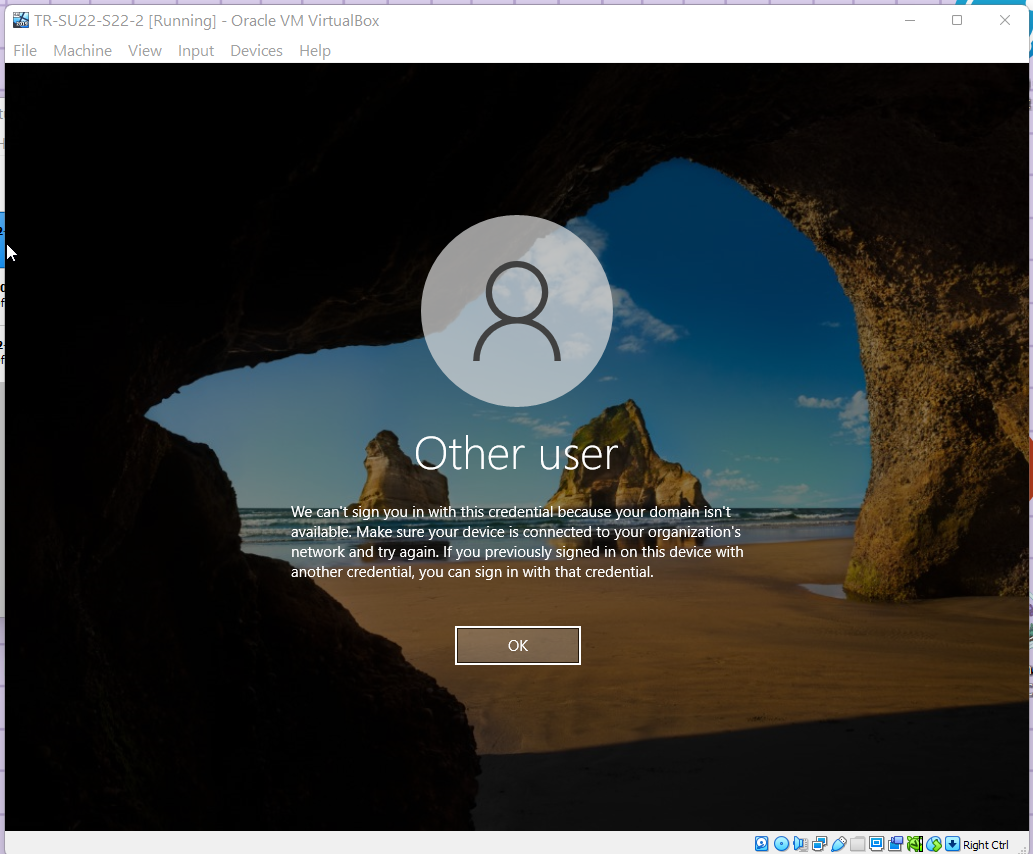 TR-SU22-S22-2 [Running] - Oracle VM VirtualBox
File Machine View Input Devices Help
Other user
We can't sign you in with this credential because your domain isn't
available. Make sure your device is connected to your organization's
network and try again. If you previously signed in on this device with
another credential, you can sign in with that credential.
OK
Right Ctrl